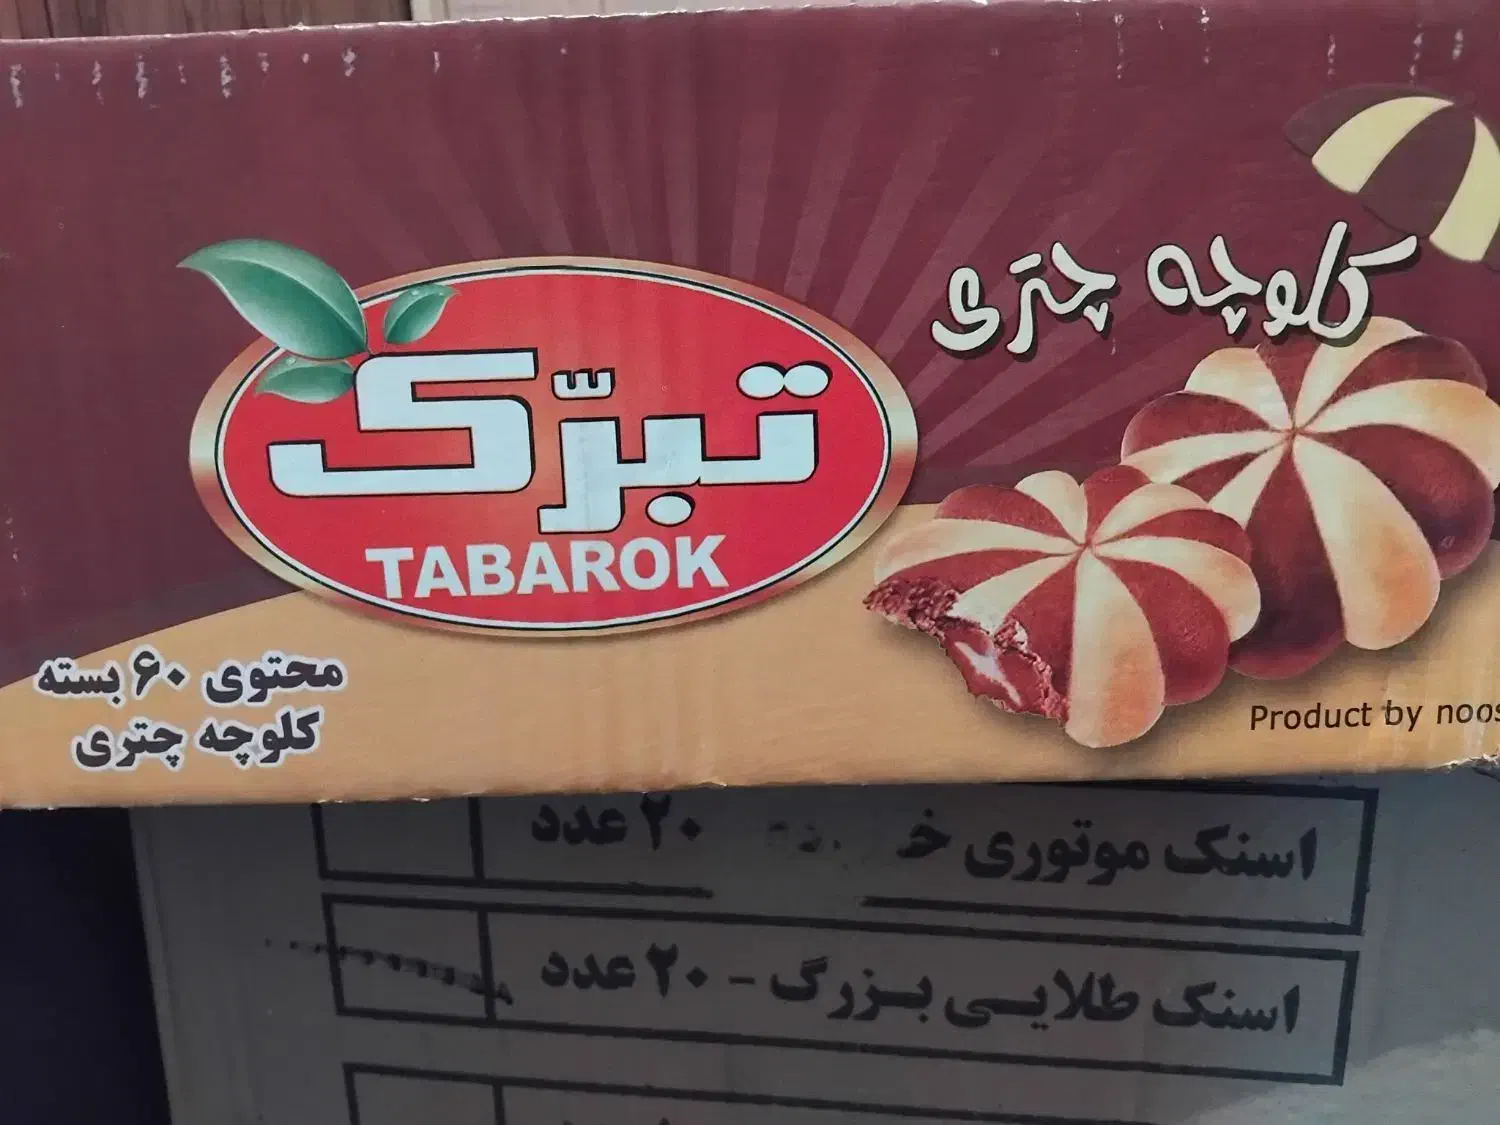 کلوچه چتری
تبرّک
TABAROK
محتوی ۶۰ بسته
کلوچه چتری
Product by
اسنک موتوری ۲۰ عدد
اسنک طلایی بزرگ - ۲۰ عدد